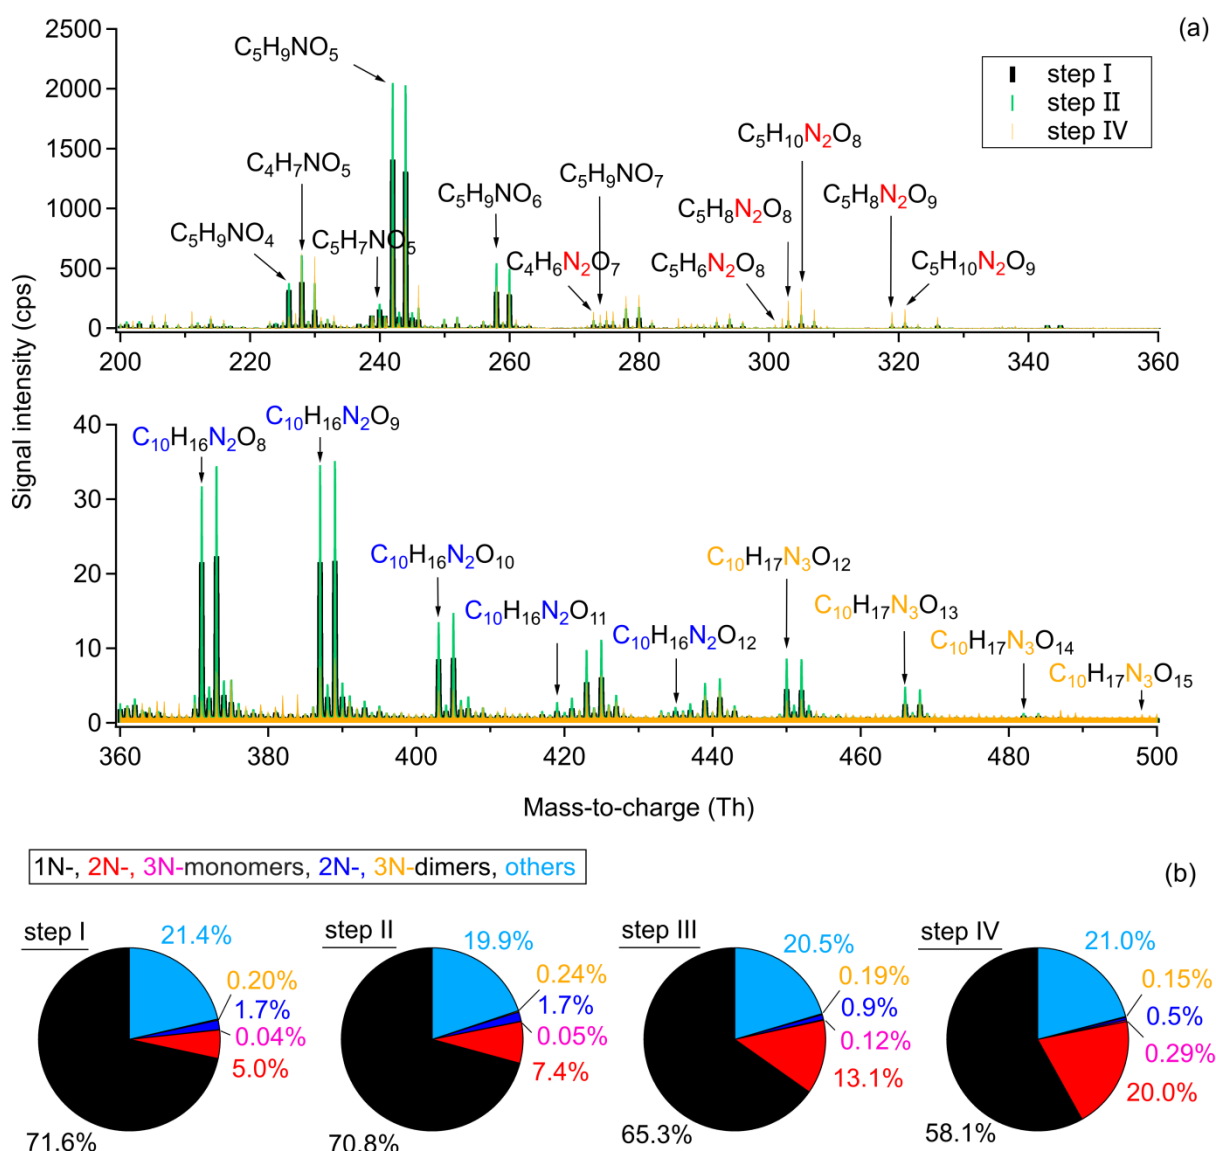 (a)
2500
2000
1500
1000
500
0
Signal intensity (cps)
step I
step II
step IV
C₅H₉NO₅
C₄H₇NO₅
C₅H₉NO₄
C₅H₇NO₅
C₅H₉NO₆
C₅H₉NO₇
C₄H₆N₂O₇
C₅H₁₀N₂O₈
C₅H₈N₂O₈
C₅H₆N₂O₈
C₅H₈N₂O₉
C₅H₁₀N₂O₉
200 220 240 260 280 300 320 340 360
40
30
20
10
0
C₁₀H₁₆N₂O₈
C₁₀H₁₆N₂O₉
C₁₀H₁₆N₂O₁₀
C₁₀H₁₆N₂O₁₁
C₁₀H₁₆N₂O₁₂
C₁₀H₁₇N₃O₁₂
C₁₀H₁₇N₃O₁₃
C₁₀H₁₇N₃O₁₄
C₁₀H₁₇N₃O₁₅
360 380 400 420 440 460 480 500
Mass-to-charge (Th)
1N-, 2N-, 3N-monomers, 2N-, 3N-dimers, others
(b)
step I
21.4%
0.20%
1.7%
0.04%
5.0%
71.6%
step II
19.9%
0.24%
1.7%
0.05%
7.4%
70.8%
step III
20.5%
0.19%
0.9%
0.12%
13.1%
65.3%
step IV
21.0%
0.15%
0.5%
0.29%
20.0%
58.1%